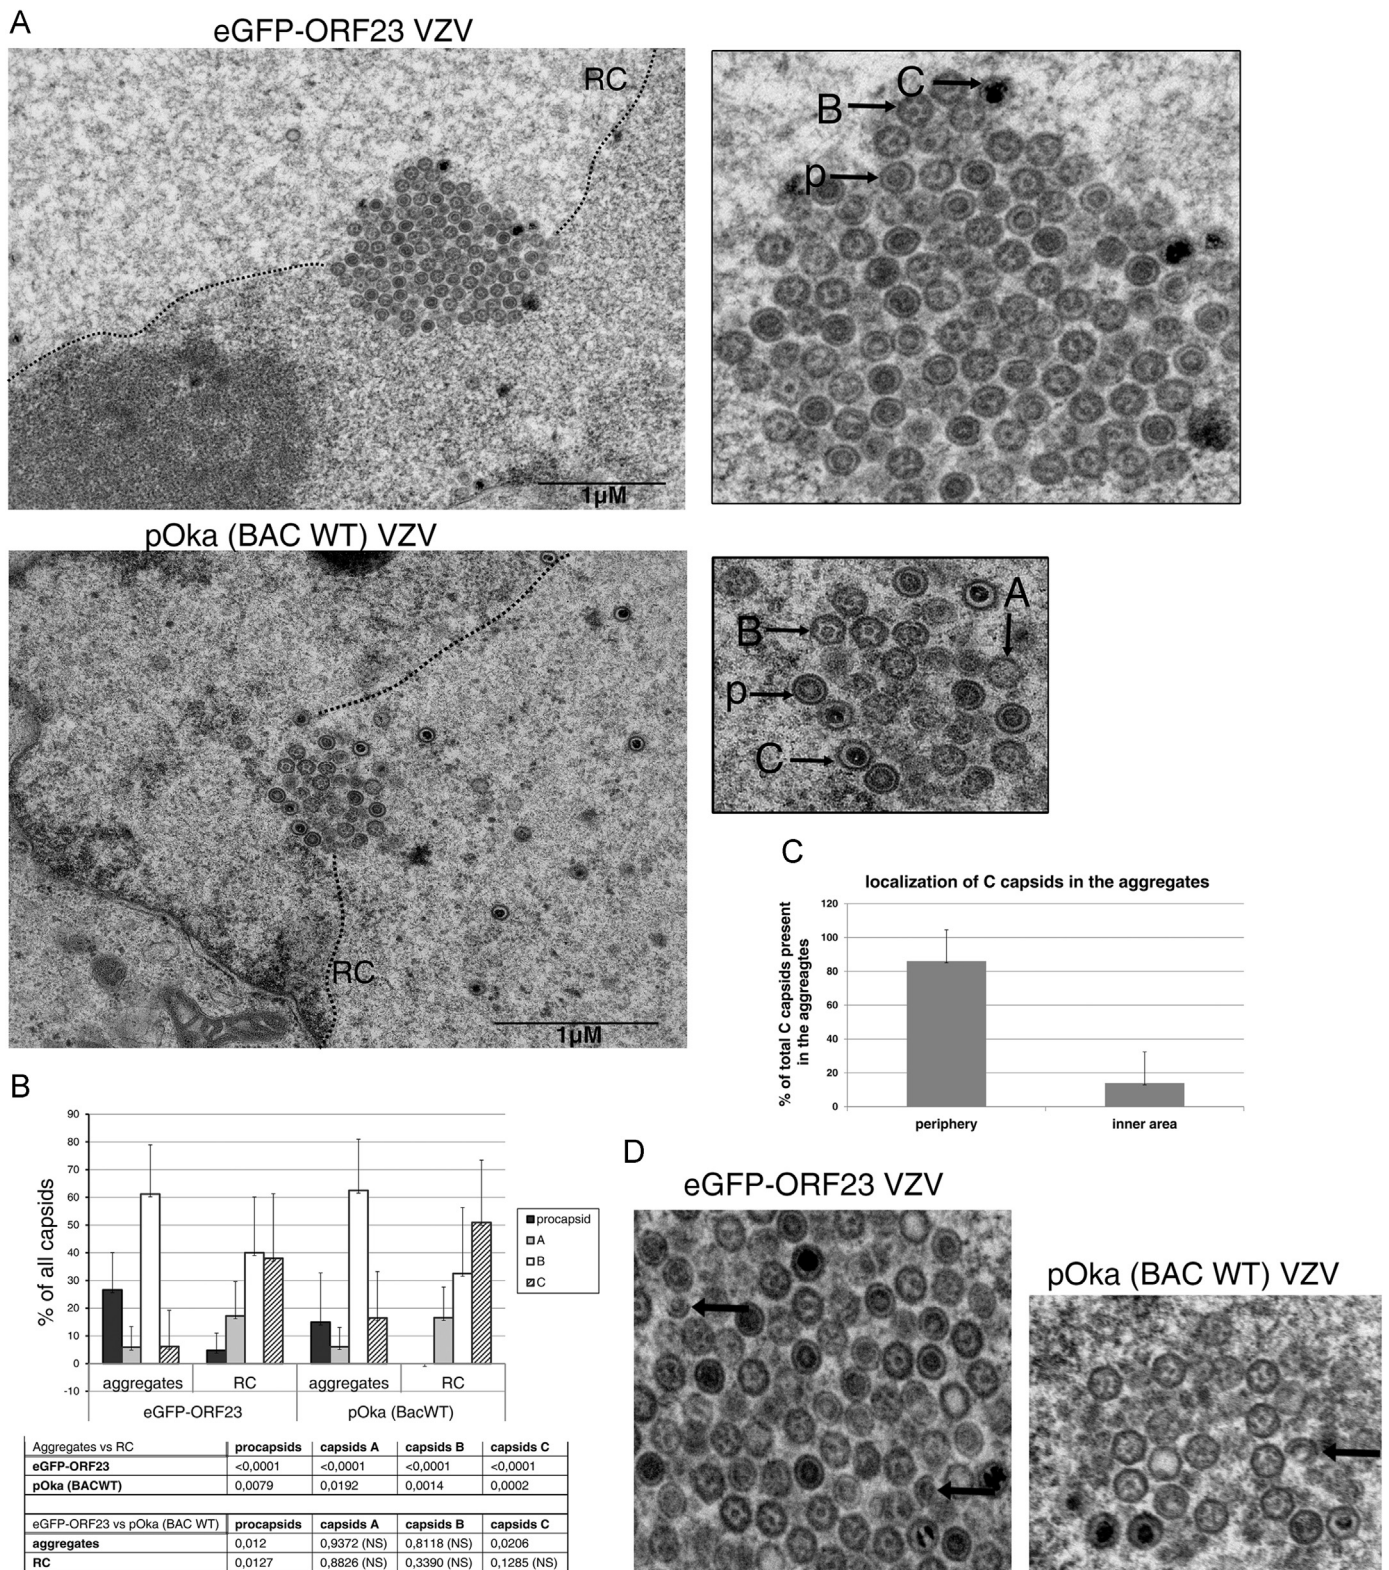 A
eGFP-ORF23 VZV
RC
1µM
C
B
p
pOka (BAC WT) VZV
RC
1µM
A
B
p
C
C
localization of C capsids in the aggregates
% of total C capsids present
in the aggreagtes
120
100
80
60
40
20
0
periphery
inner area
B
% of all capsids
90
80
70
60
50
40
30
20
10
0
-10
aggregates
RC
aggregates
RC
eGFP-ORF23
pOka (BacWT)
procapsid
A
B
C
Aggregates vs RC procapsids capsids A capsids B capsids C
eGFP-ORF23 <0,0001 <0,0001 <0,0001 <0,0001
pOka (BACWT) 0,0079 0,0192 0,0014 0,0002
eGFP-ORF23 vs pOka (BAC WT) procapsids capsids A capsids B capsids C
aggregates 0,012 0,9372 (NS) 0,8118 (NS) 0,0206
RC 0,0127 0,8826 (NS) 0,3390 (NS) 0,1285 (NS)
D
eGFP-ORF23 VZV
pOka (BAC WT) VZV